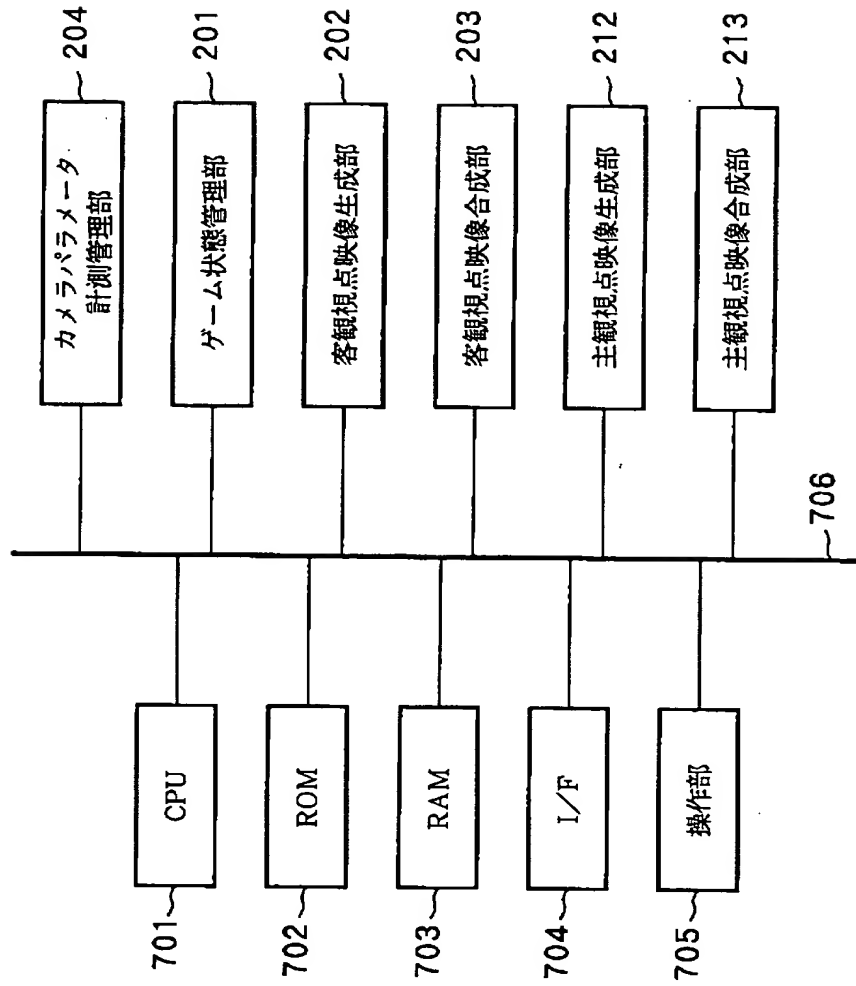 カメラパラメータ
計測管理部
204
ゲーム状態管理部
201
客観視点映像生成部
202
客観視点映像合成部
203
主観視点映像生成部
212
主観視点映像合成部
213
706
701
CPU
702
ROM
703
RAM
704
I/F
705
操作部